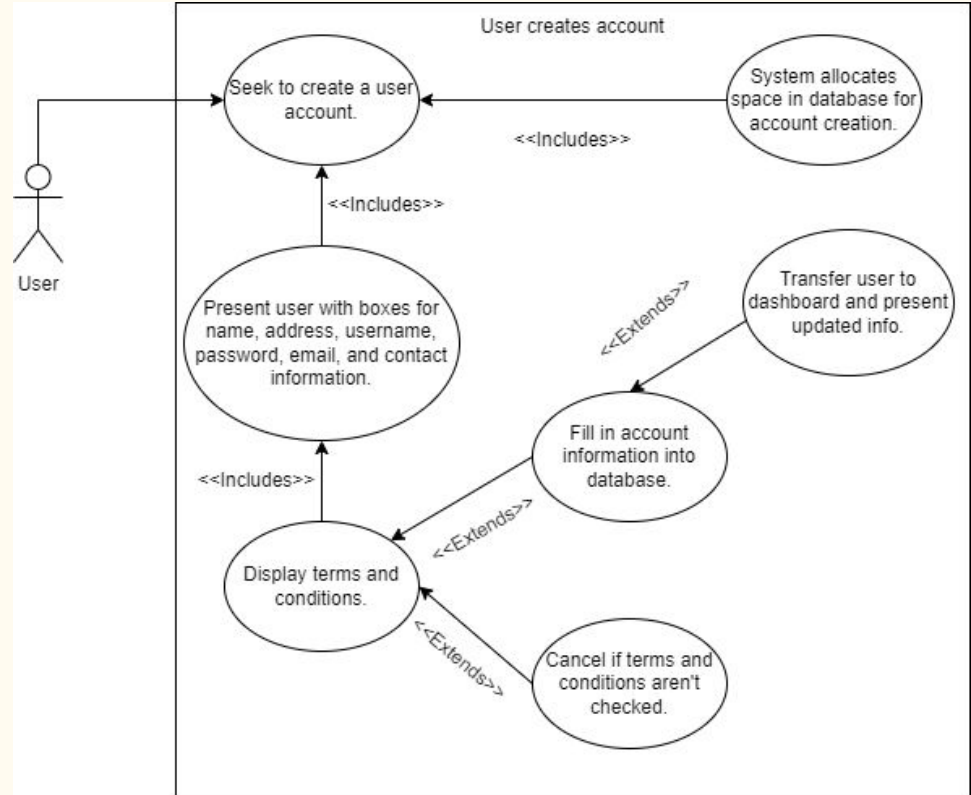 User creates account
Seek to create a user
account.
System allocates
space in database for
account creation.
<<Includes>>
<<Includes>>
User
Present user with boxes for
name, address, username,
password, email, and contact
information.
Transfer user to
dashboard and present
updated info.
<<Extends>>
Fill in account
information into
database.
<<Includes>>
<<Extends>>
Display terms and
conditions.
<<Extends>>
Cancel if terms and
conditions aren't
checked.